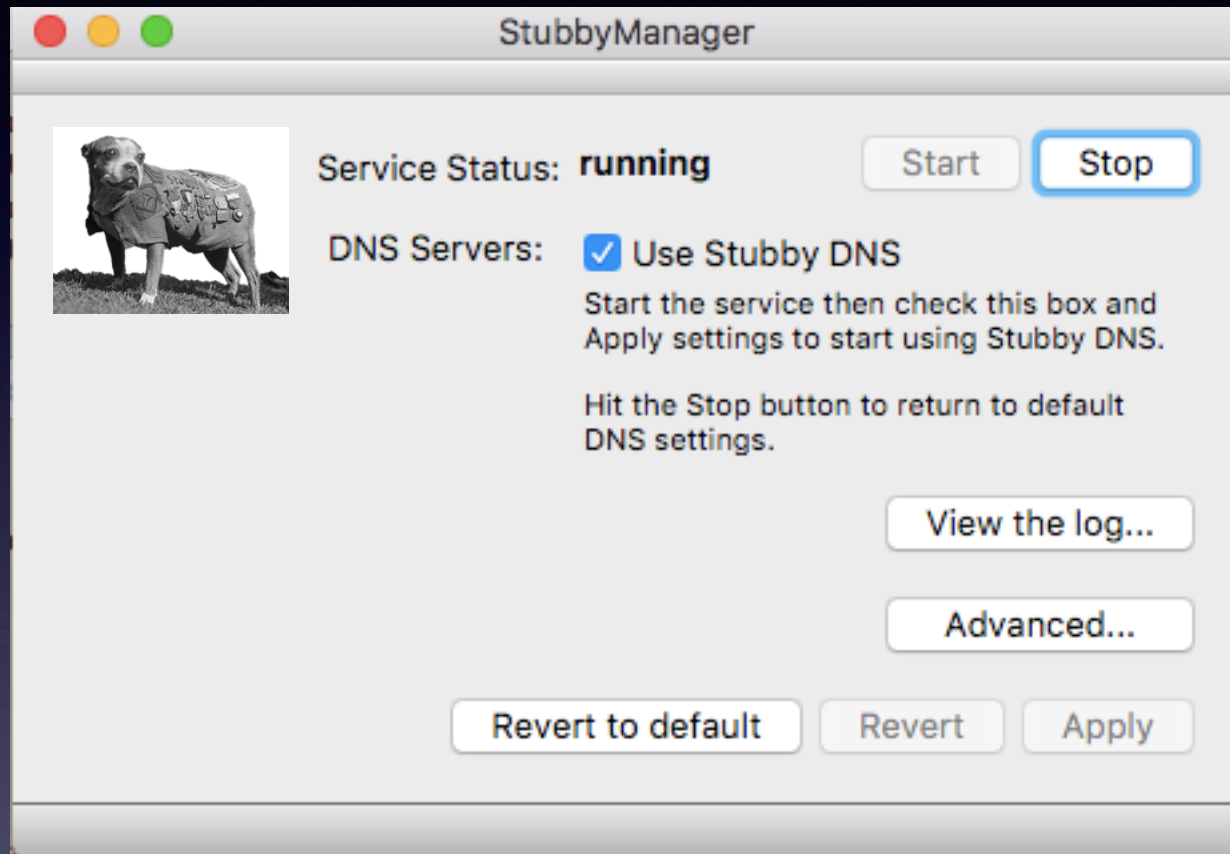 StubbyManager
Service Status: running Start Stop
DNS Servers: Use Stubby DNS
Start the service then check this box and
Apply settings to start using Stubby DNS.
Hit the Stop button to return to default
DNS settings.
View the log...
Advanced...
Revert to default Revert Apply